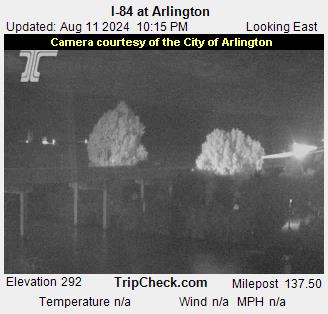 I-84 at Arlington
Updated: Aug 11 2024 10:15 PM Looking East
Camera courtesy of the City of Arlington
Elevation 292 TripCheck.com Milepost 137.50
Temperature n/a Wind n/a MPH n/a